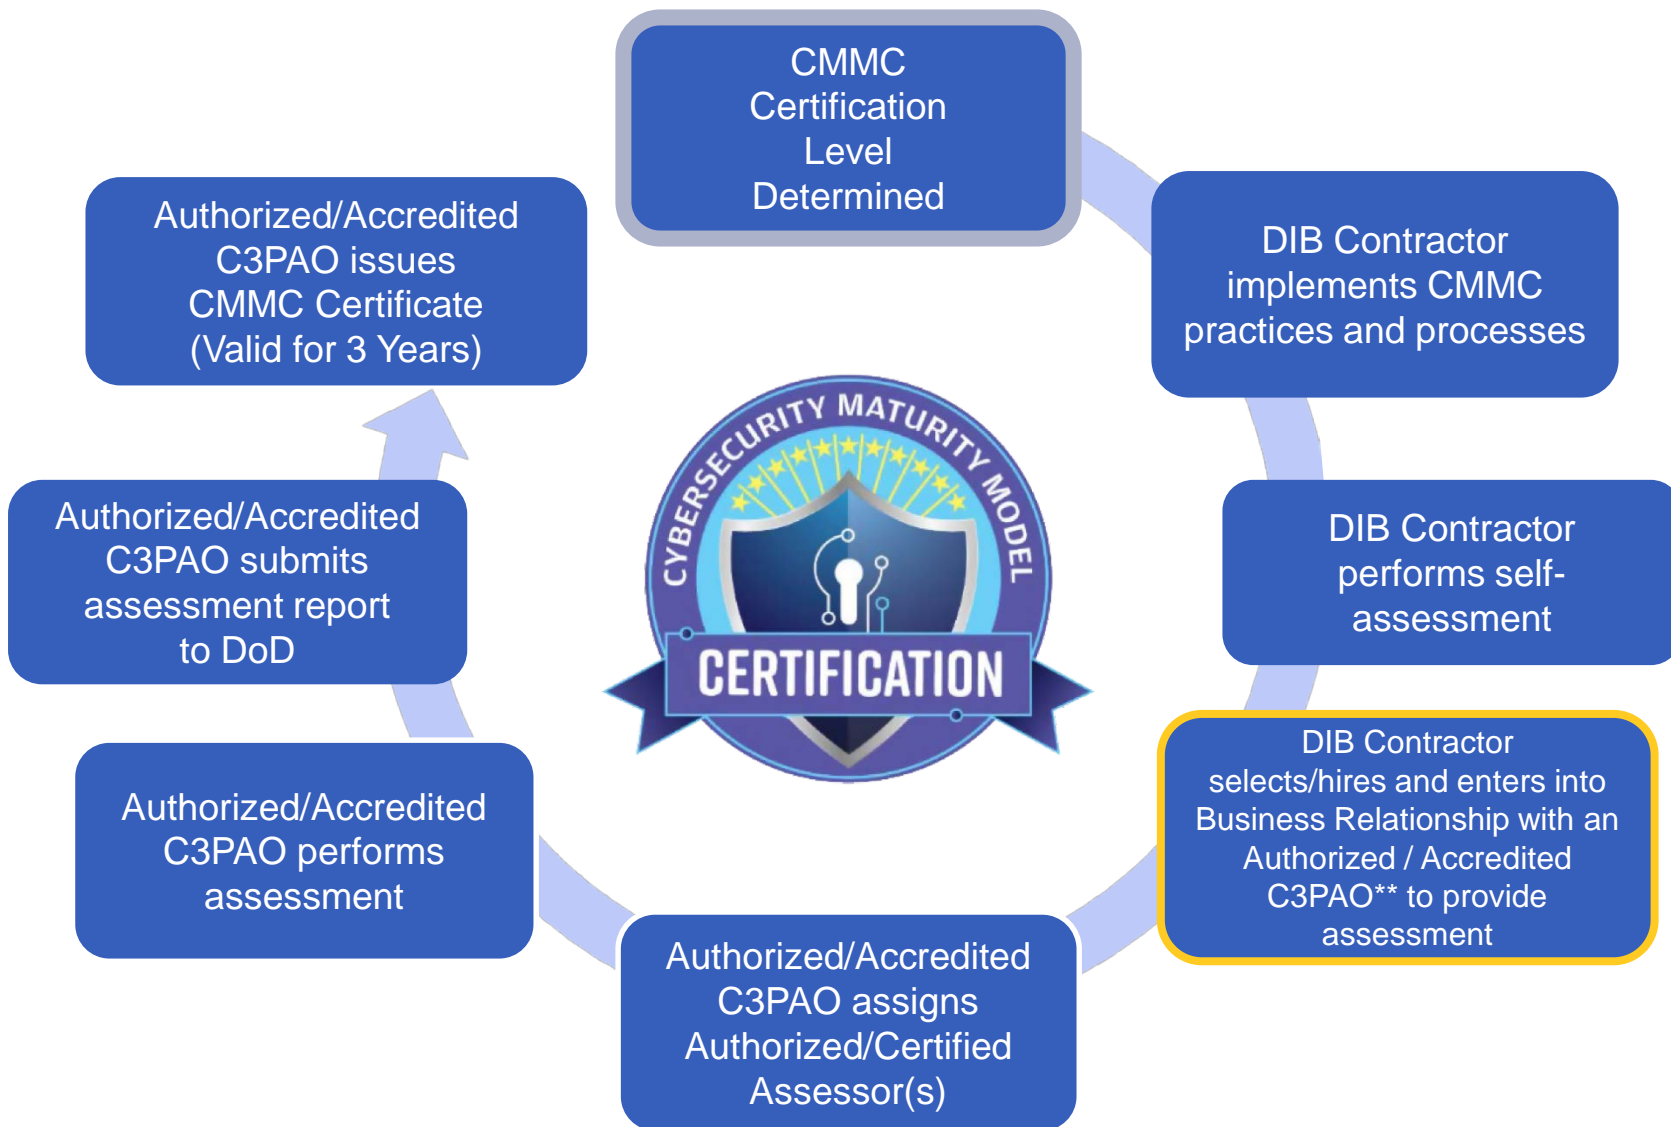 CMMC
Certification
Level
Determined
DIB Contractor
implements CMMC
practices and processes
DIB Contractor
performs self-
assessment
DIB Contractor
selects/hires and enters into
Business Relationship with an
Authorized / Accredited
C3PAO** to provide
assessment
Authorized/Accredited
C3PAO assigns
Authorized/Certified
Assessor(s)
Authorized/Accredited
C3PAO performs
assessment
Authorized/Accredited
C3PAO submits
assessment report
to DoD
Authorized/Accredited
C3PAO issues
CMMC Certificate
(Valid for 3 Years)
CYBERSECURITY MATURITY MODEL
CERTIFICATION